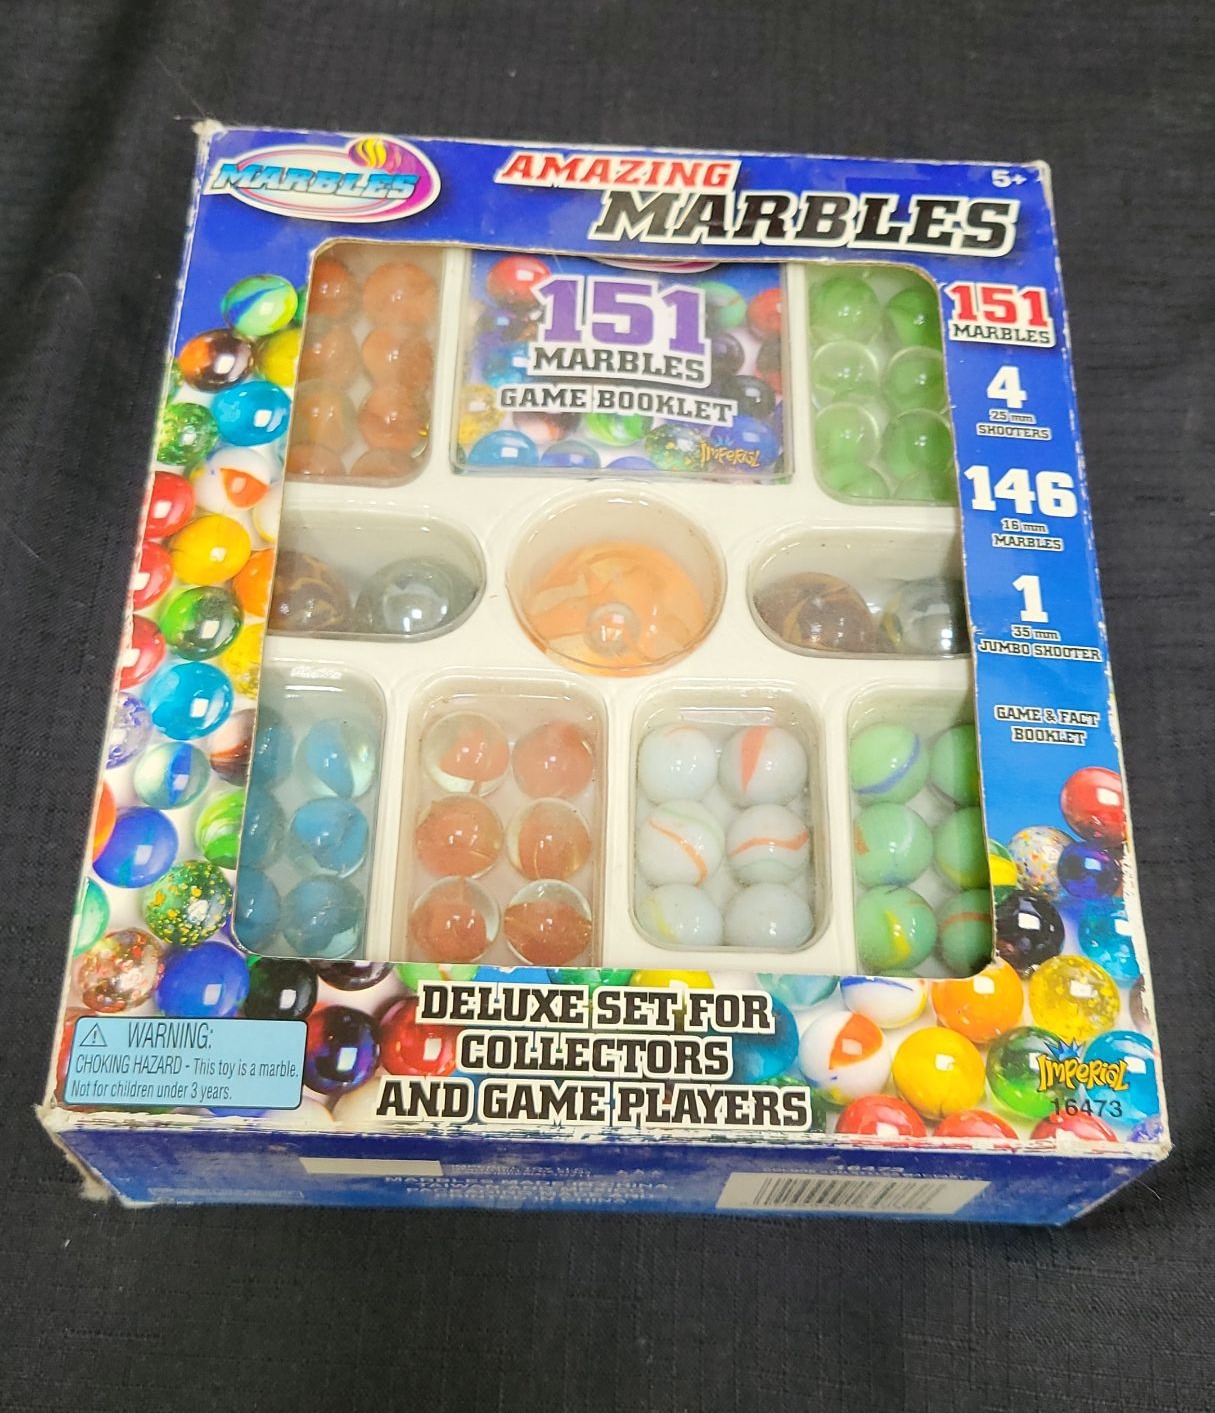 MARBLES
AMAZING
MARBLES
5+
151
MARBLES
GAME BOOKLET
Imperial
151
MARBLES
4
25 mm
SHOOTERS
146
16 mm
MARBLES
1
35 mm
JUMBO SHOOTER
GAME & FACT
BOOKLET
DELUXE SET FOR
COLLECTORS
AND GAME PLAYERS
WARNING:
CHOKING HAZARD - This toy is a marble.
Not for children under 3 years.
Imperial
16473